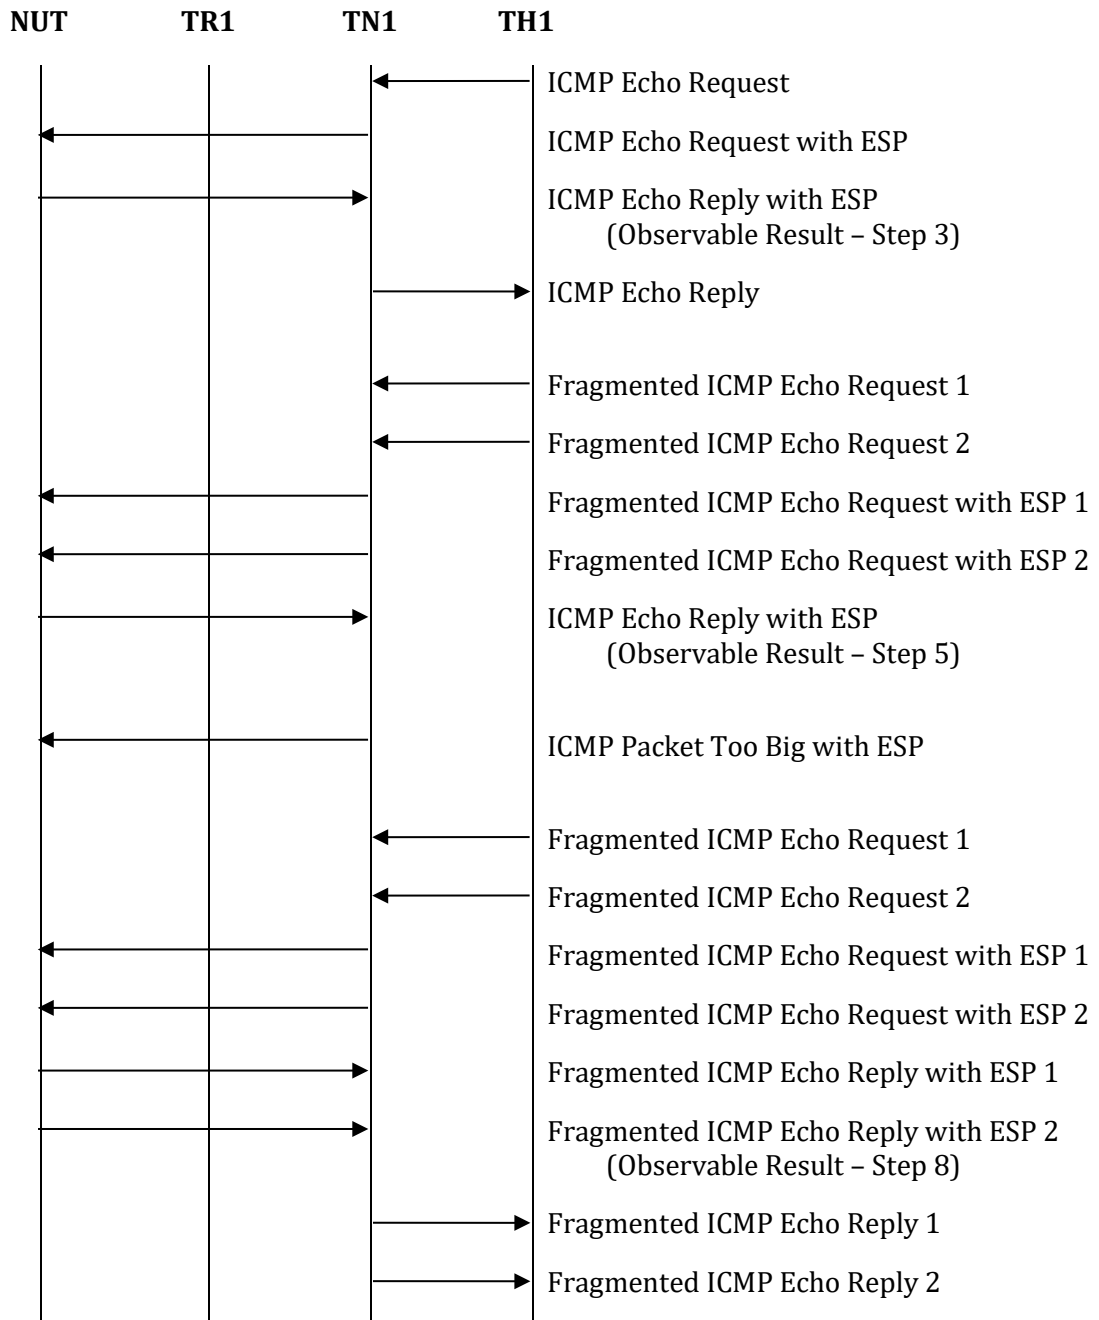 NUT TR1 TN1 TH1
ICMP Echo Request
ICMP Echo Request with ESP
ICMP Echo Reply with ESP
(Observable Result – Step 3)
ICMP Echo Reply
Fragmented ICMP Echo Request 1
Fragmented ICMP Echo Request 2
Fragmented ICMP Echo Request with ESP 1
Fragmented ICMP Echo Request with ESP 2
ICMP Echo Reply with ESP
(Observable Result – Step 5)
ICMP Packet Too Big with ESP
Fragmented ICMP Echo Request 1
Fragmented ICMP Echo Request 2
Fragmented ICMP Echo Request with ESP 1
Fragmented ICMP Echo Request with ESP 2
Fragmented ICMP Echo Reply with ESP 1
Fragmented ICMP Echo Reply with ESP 2
(Observable Result – Step 8)
Fragmented ICMP Echo Reply 1
Fragmented ICMP Echo Reply 2